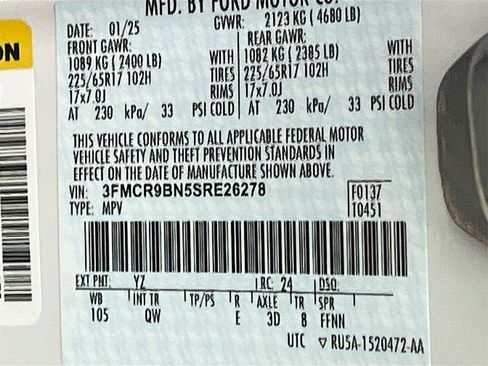 MFD. BY FORD MOTOR CO.
DATE: 01/25 GVWR: 2123 KG ( 4680 LB)
FRONT GAWR: REAR GAWR:
1089 KG ( 2400 LB) WITH 1082 KG ( 2385 LB) WITH
225/65R17 102H TIRES 225/65R17 102H TIRES
17x7.0J RIMS 17x7.0J RIMS
AT 230 kPa/ 33 PSI COLD AT 230 kPa/ 33 PSI COLD
THIS VEHICLE CONFORMS TO ALL APPLICABLE FEDERAL MOTOR
VEHICLE SAFETY AND THEFT PREVENTION STANDARDS IN
EFFECT ON THE DATE OF MANUFACTURE SHOWN ABOVE.
VIN: 3FMCR9BN5SRE26278 F0137
TYPE: MPV T0451
EXT PNT: YZ RC: 24 DSO:
WB INT TR TP/PS R AXLE TR SPR
105 QW E 3D 8 FFNN
UTC ▽ RU5A-1520472-AA
ON